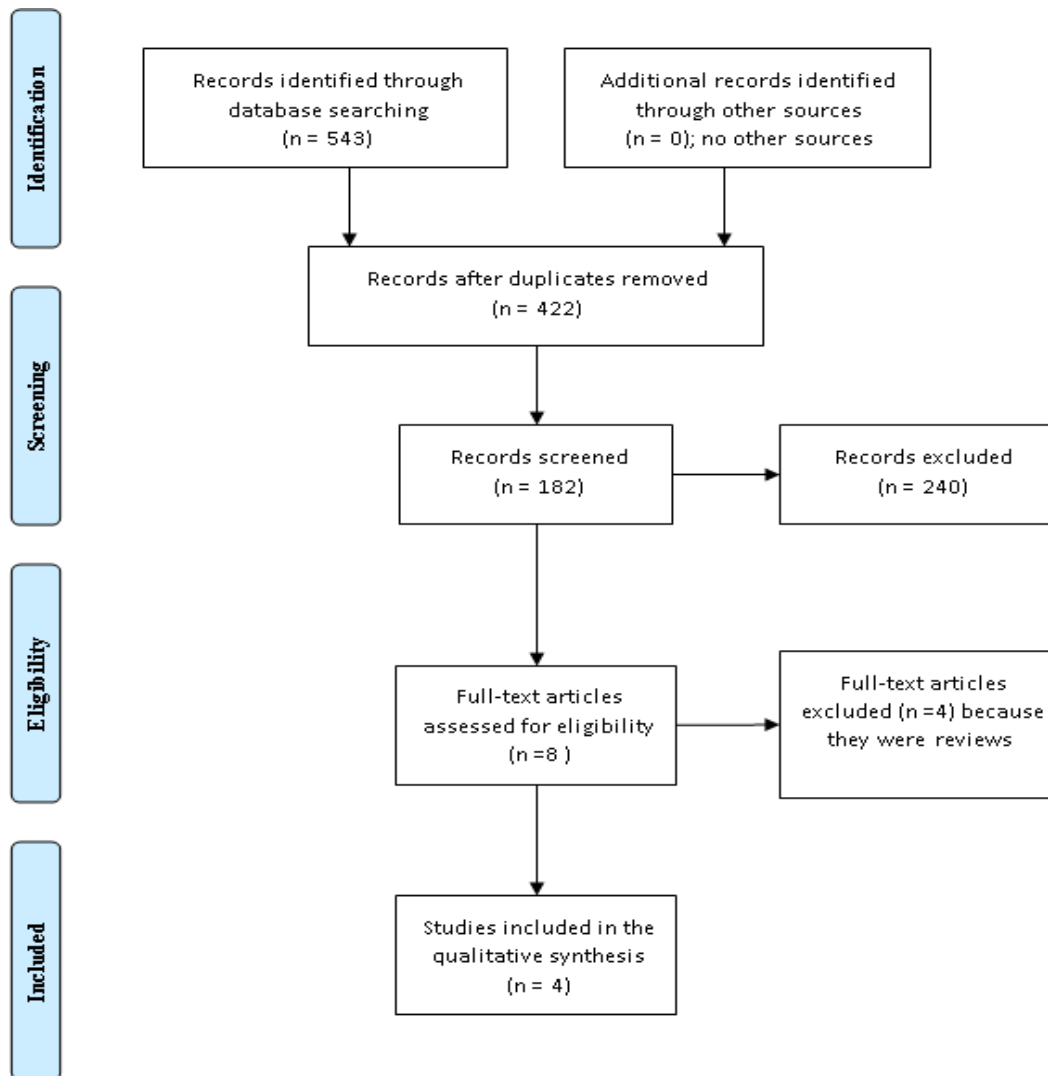 Identification
Records identified through
database searching
(n = 543)
Additional records identified
through other sources
(n = 0); no other sources
Records after duplicates removed
(n = 422)
Screening
Records screened
(n = 182)
Records excluded
(n = 240)
Eligibility
Full-text articles
assessed for eligibility
(n =8 )
Full-text articles
excluded (n =4) because
they were reviews
Included
Studies included in the
qualitative synthesis
(n = 4)